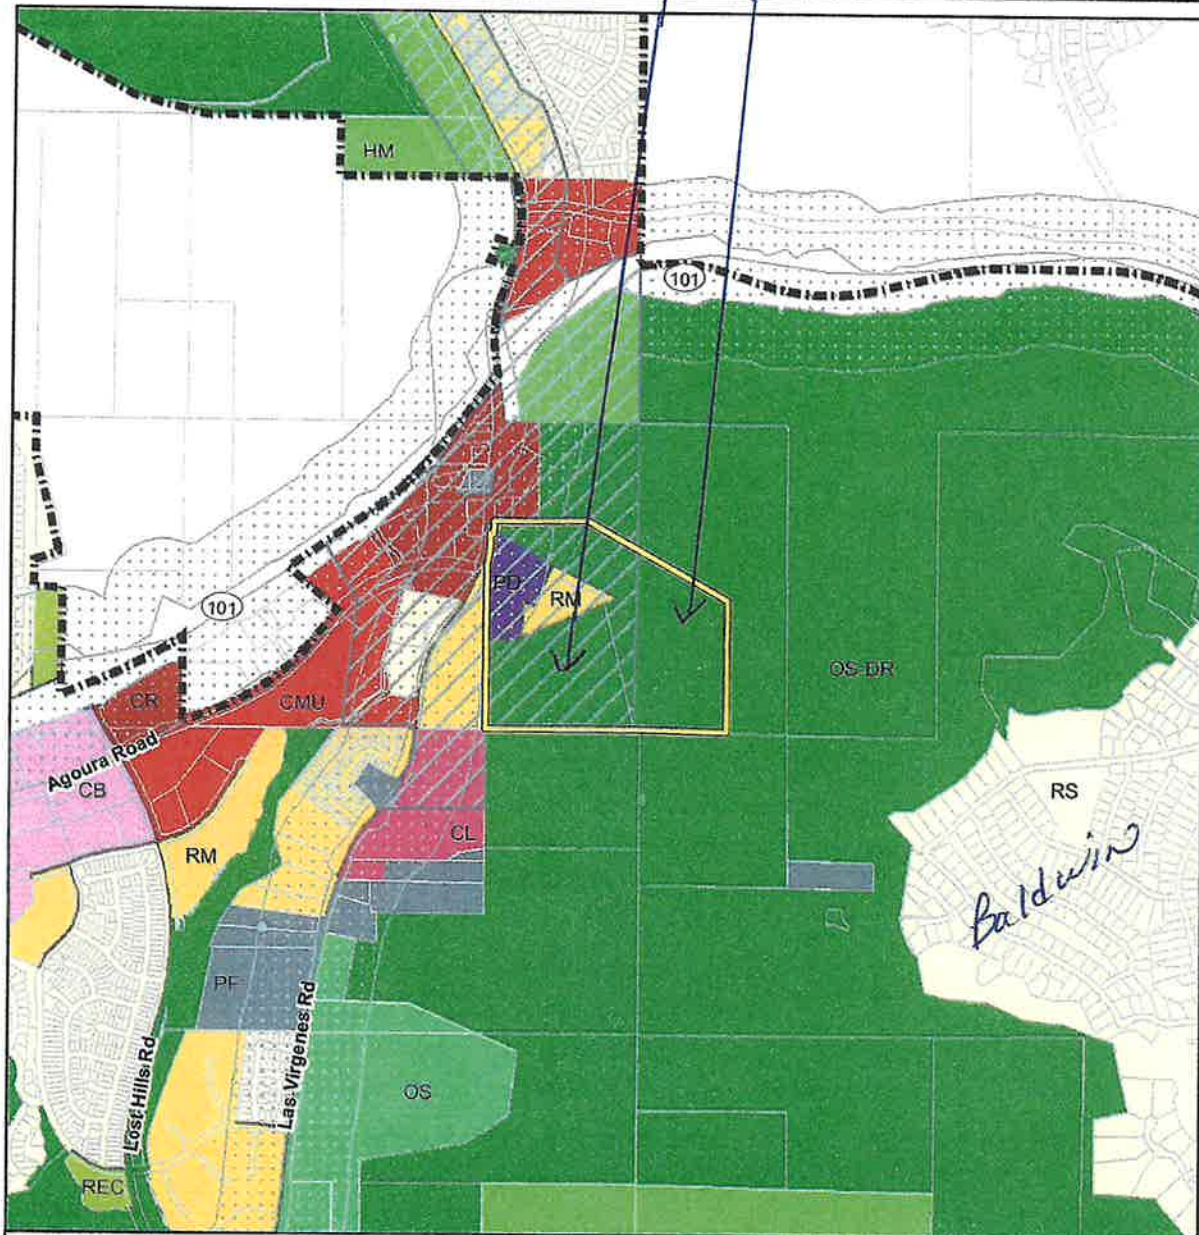 HM
101
PD
RM
101
OS-DR
CR
CMU
Agoura Road
CB
RS
CL
RM
Baldwin
PF
Las Virgenes Rd
Lost Hills Rd
OS
REC